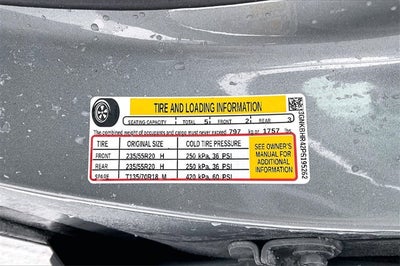 TIRE AND LOADING INFORMATION
SEATING CAPACITY TOTAL 5 FRONT 2 REAR 3
The combined weight of occupants and cargo must never exceed 797 kg or 1757 lbs.
TIRE ORIGINAL SIZE COLD TIRE PRESSURE
FRONT 235/55R20 H 250 kPa, 36 PSI
REAR 235/55R20 H 250 kPa, 36 PSI
SPARE T135/70R18 M 420 kPa, 60 PSI
SEE OWNER'S
MANUAL FOR
ADDITIONAL
INFORMATION